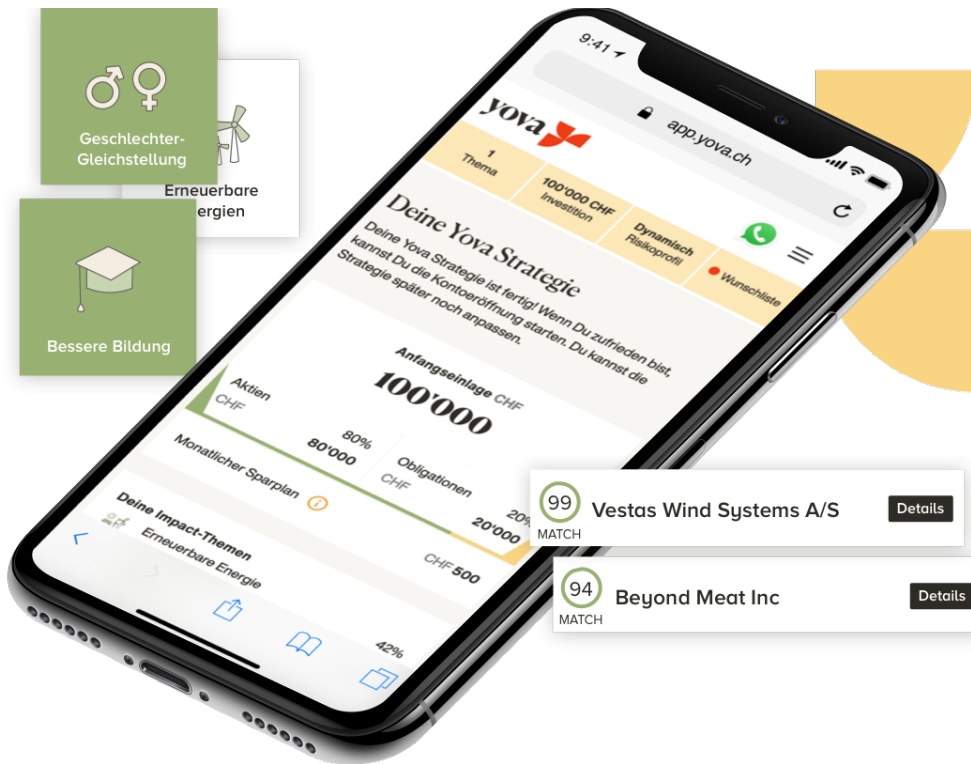 Geschlechter-
Gleichstellung
Erneuerbare
ergien
Bessere Bildung
9:41
app.yova.ch
yova
1
Thema
100'000 CHF
Investition
Dynamisch
Risikoprofil
Wunschliste
Deine Yova Strategie
Deine Yova Strategie ist fertig! Wenn Du zufrieden bist,
kannst Du die Kontoeröffnung starten. Du kannst die
Strategie später noch anpassen.
Anfangseinlage CHF
100'000
Aktien
CHF
80%
80'000
Obligationen
CHF
20%
20'000
Monatlicher Sparplan
CHF 500
Deine Impact-Themen
Erneuerbare Energie
42%
99
MATCH
Vestas Wind Systems A/S
Details
94
MATCH
Beyond Meat Inc
Details